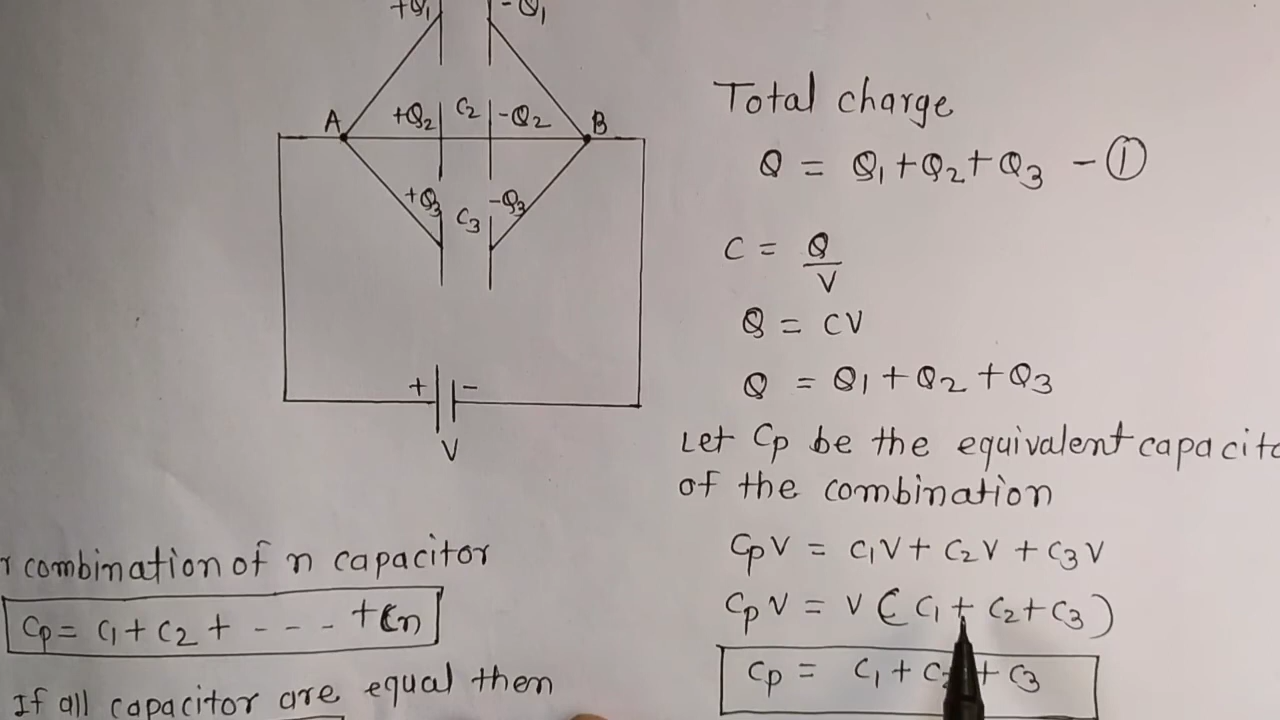 +Q1 -Q1
A +Q2 C2 -Q2 B
+Q3 C3 -Q3
+ -
V
r combination of n capacitor
Cp = C1 + C2 + - - - - + Cn
If all capacitor are equal then
Total charge
Q = Q1 + Q2 + Q3 - ①
C = Q/V
Q = CV
Q = Q1 + Q2 + Q3
Let Cp be the equivalent capacita
of the combination
CpV = C1V + C2V + C3V
CpV = V ( C1 + C2 + C3 )
Cp = C1 + C2 + C3